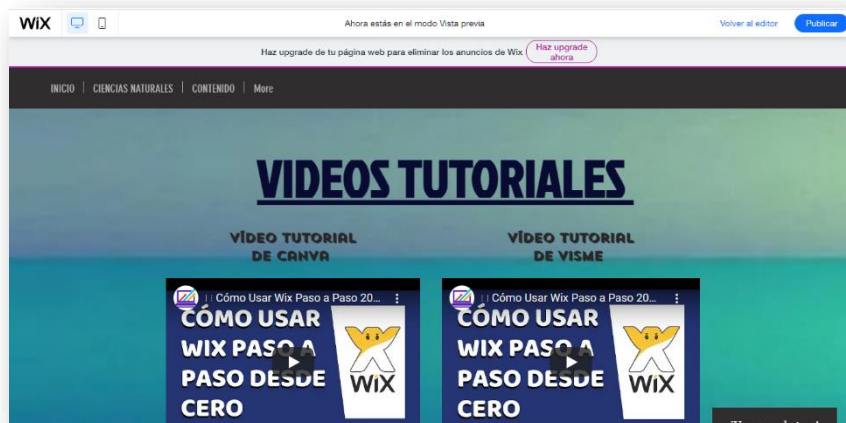 WiX
Ahora estás en el modo Vista previa
Volver al editor
Publicar
Haz upgrade de tu página web para eliminar los anuncios de Wix
Haz upgrade
ahora
INICIO
CIENCIAS NATURALES
CONTENIDO
More
VIDEOS TUTORIALES
VÍDEO TUTORIAL
DE CANVA
VÍDEO TUTORIAL
DE VISME
Cómo Usar Wix Paso a Paso 20...
CÓMO USAR
WIX PASO A
PASO DESDE
CERO
WiX
Cómo Usar Wix Paso a Paso 20...
CÓMO USAR
WIX PASO A
PASO DESDE
CERO
WiX